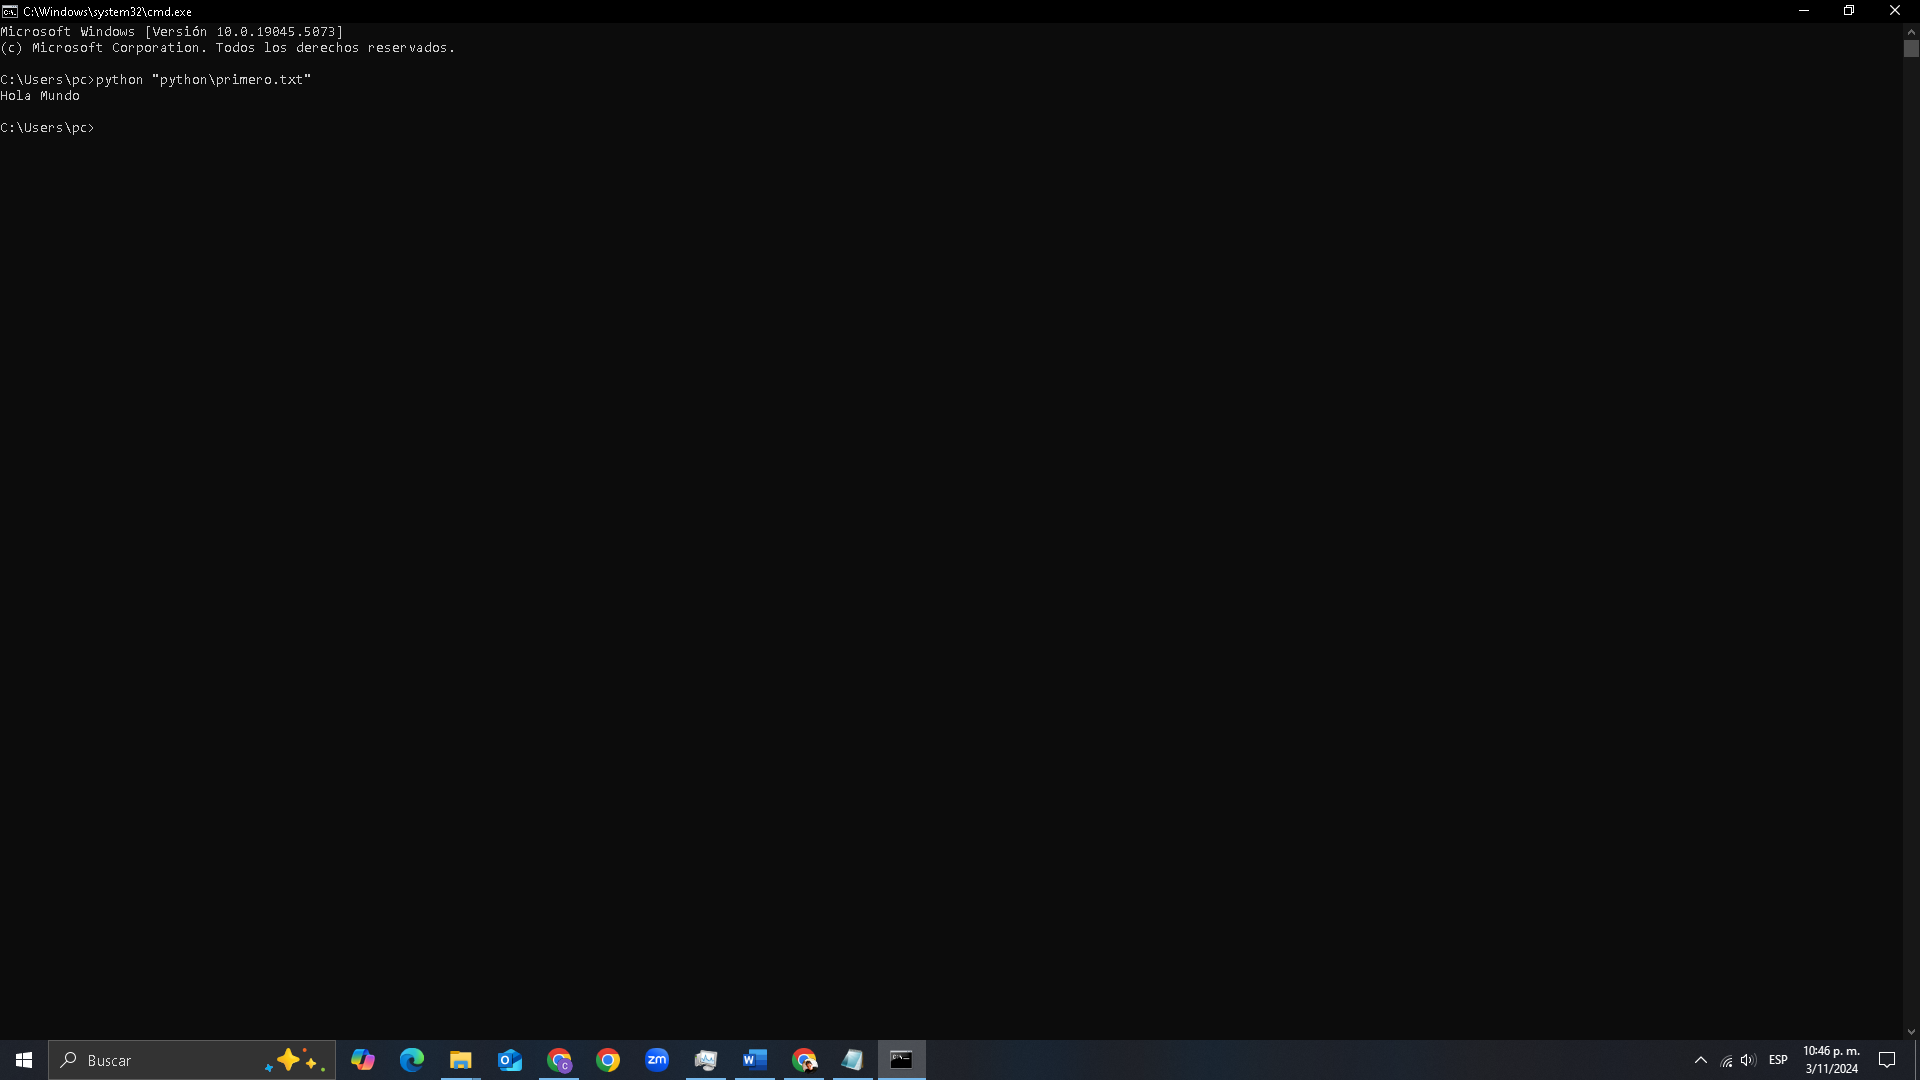 C:\Windows\system32\cmd.exe
Microsoft Windows [Versión 10.0.19045.5073]
(c) Microsoft Corporation. Todos los derechos reservados.
C:\Users\pc>python "python\primero.txt"
Hola Mundo
C:\Users\pc>
Buscar
zm
ESP
10:46 p. m.
3/11/2024